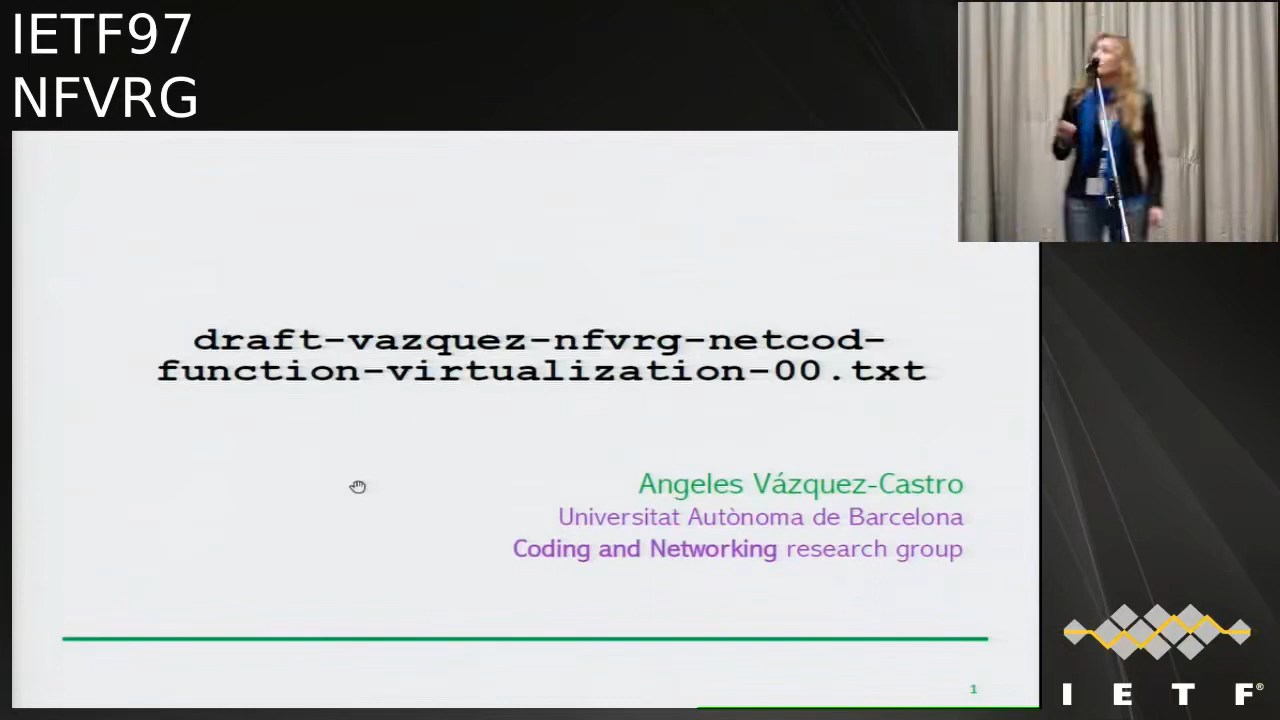 IETF97
NFVRG
draft-vazquez-nfvrg-netcod-
function-virtualization-00.txt
Angeles Vázquez-Castro
Universitat Autònoma de Barcelona
Coding and Networking research group
1
I E T F®